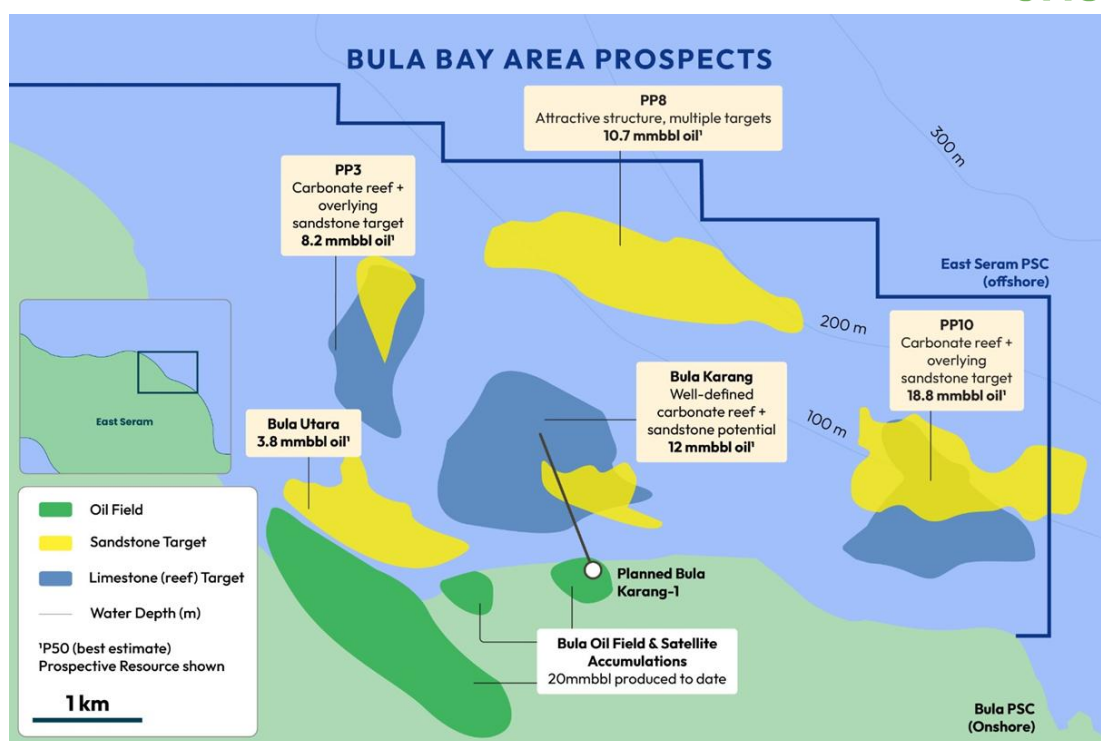 BULA BAY AREA PROSPECTS
PP8
Attractive structure, multiple targets
10.7 mmbbl oil¹
300 m
PP3
Carbonate reef +
overlying
sandstone target
8.2 mmbbl oil¹
East Seram PSC
(offshore)
200 m
PP10
Carbonate reef +
overlying
sandstone target
18.8 mmbbl oil¹
Bula Karang
Well-defined
carbonate reef +
sandstone potential
12 mmbbl oil¹
100 m
East Seram
Bula Utara
3.8 mmbbl oil¹
Oil Field
Sandstone Target
Limestone (reef) Target
Water Depth (m)
¹P50 (best estimate)
Prospective Resource shown
1 km
Planned Bula
Karang-1
Bula Oil Field & Satellite
Accumulations
20mmbbl produced to date
Bula PSC
(Onshore)